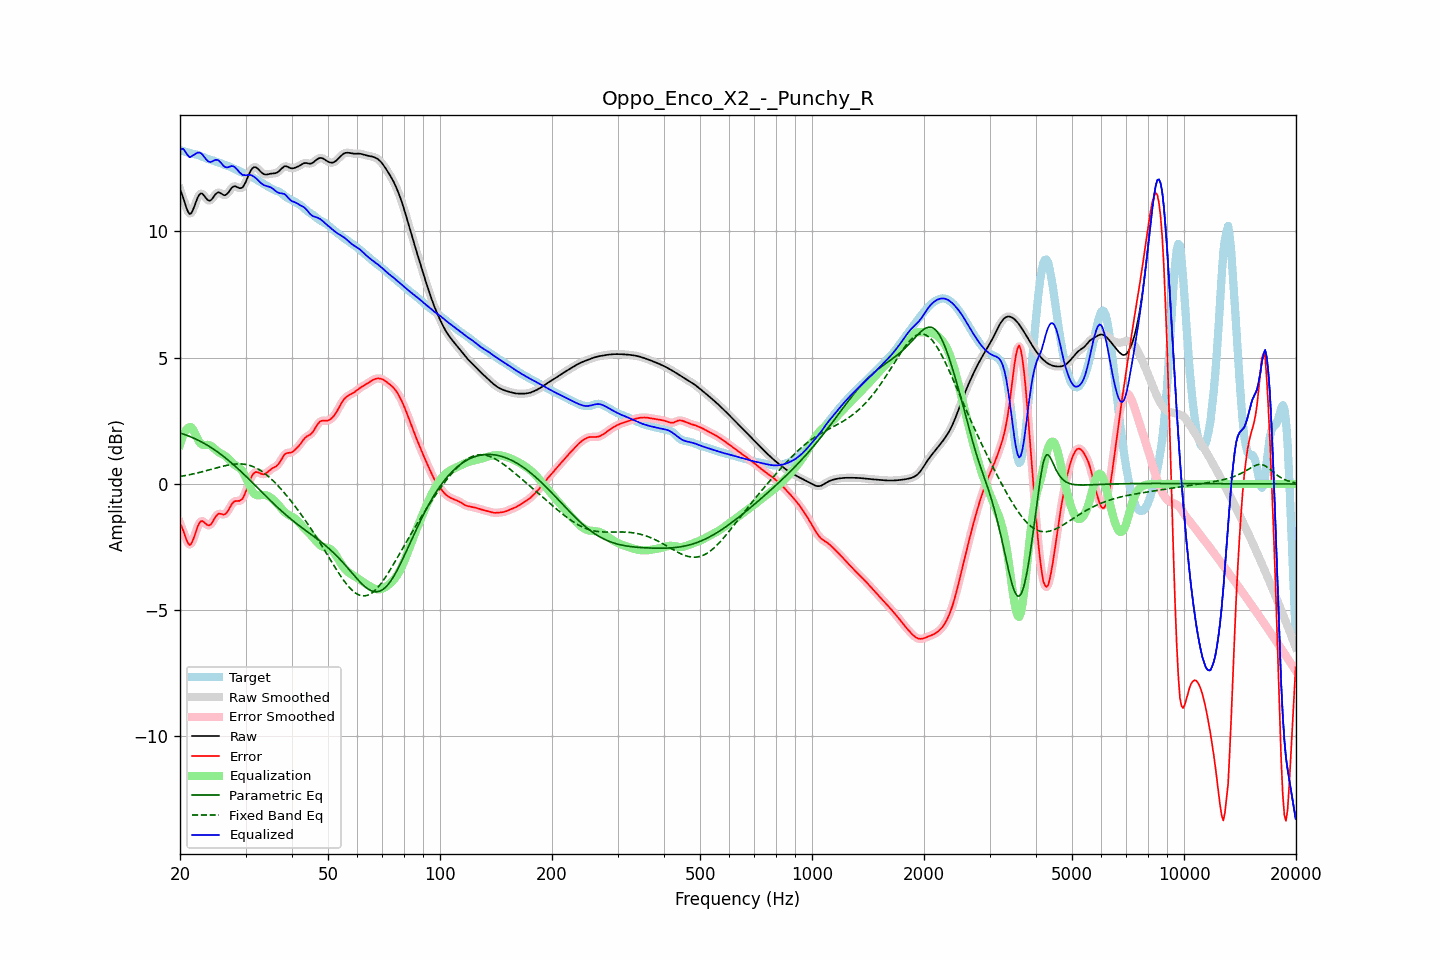 Oppo_Enco_X2_-_Punchy_R
Amplitude (dBr)
10
5
0
−5
−10
Target
Raw Smoothed
Error Smoothed
Raw
Error
Equalization
Parametric Eq
Fixed Band Eq
Equalized
20 50 100 200 500 1000 2000 5000 10000 20000
Frequency (Hz)